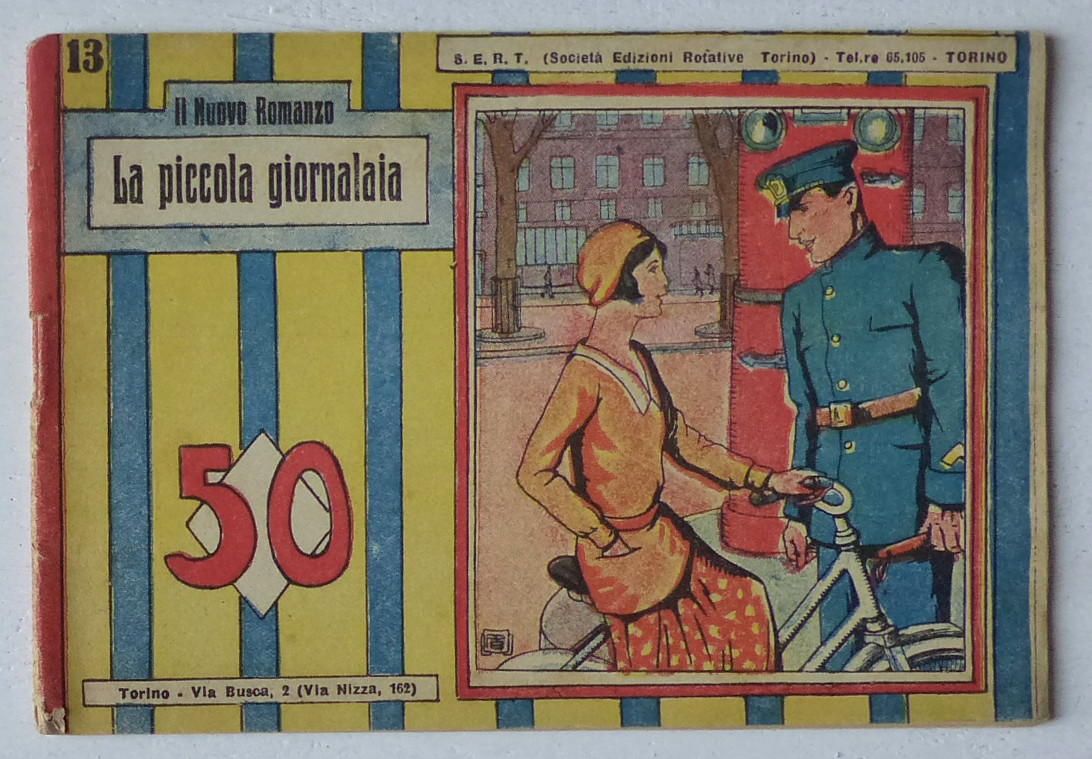 13
S. E. R. T. (Società Edizioni Rotative Torino) - Tel.re 65.105 - TORINO
Il Nuovo Romanzo
La piccola giornalaia
50
Torino - Via Busca, 2 (Via Nizza, 162)